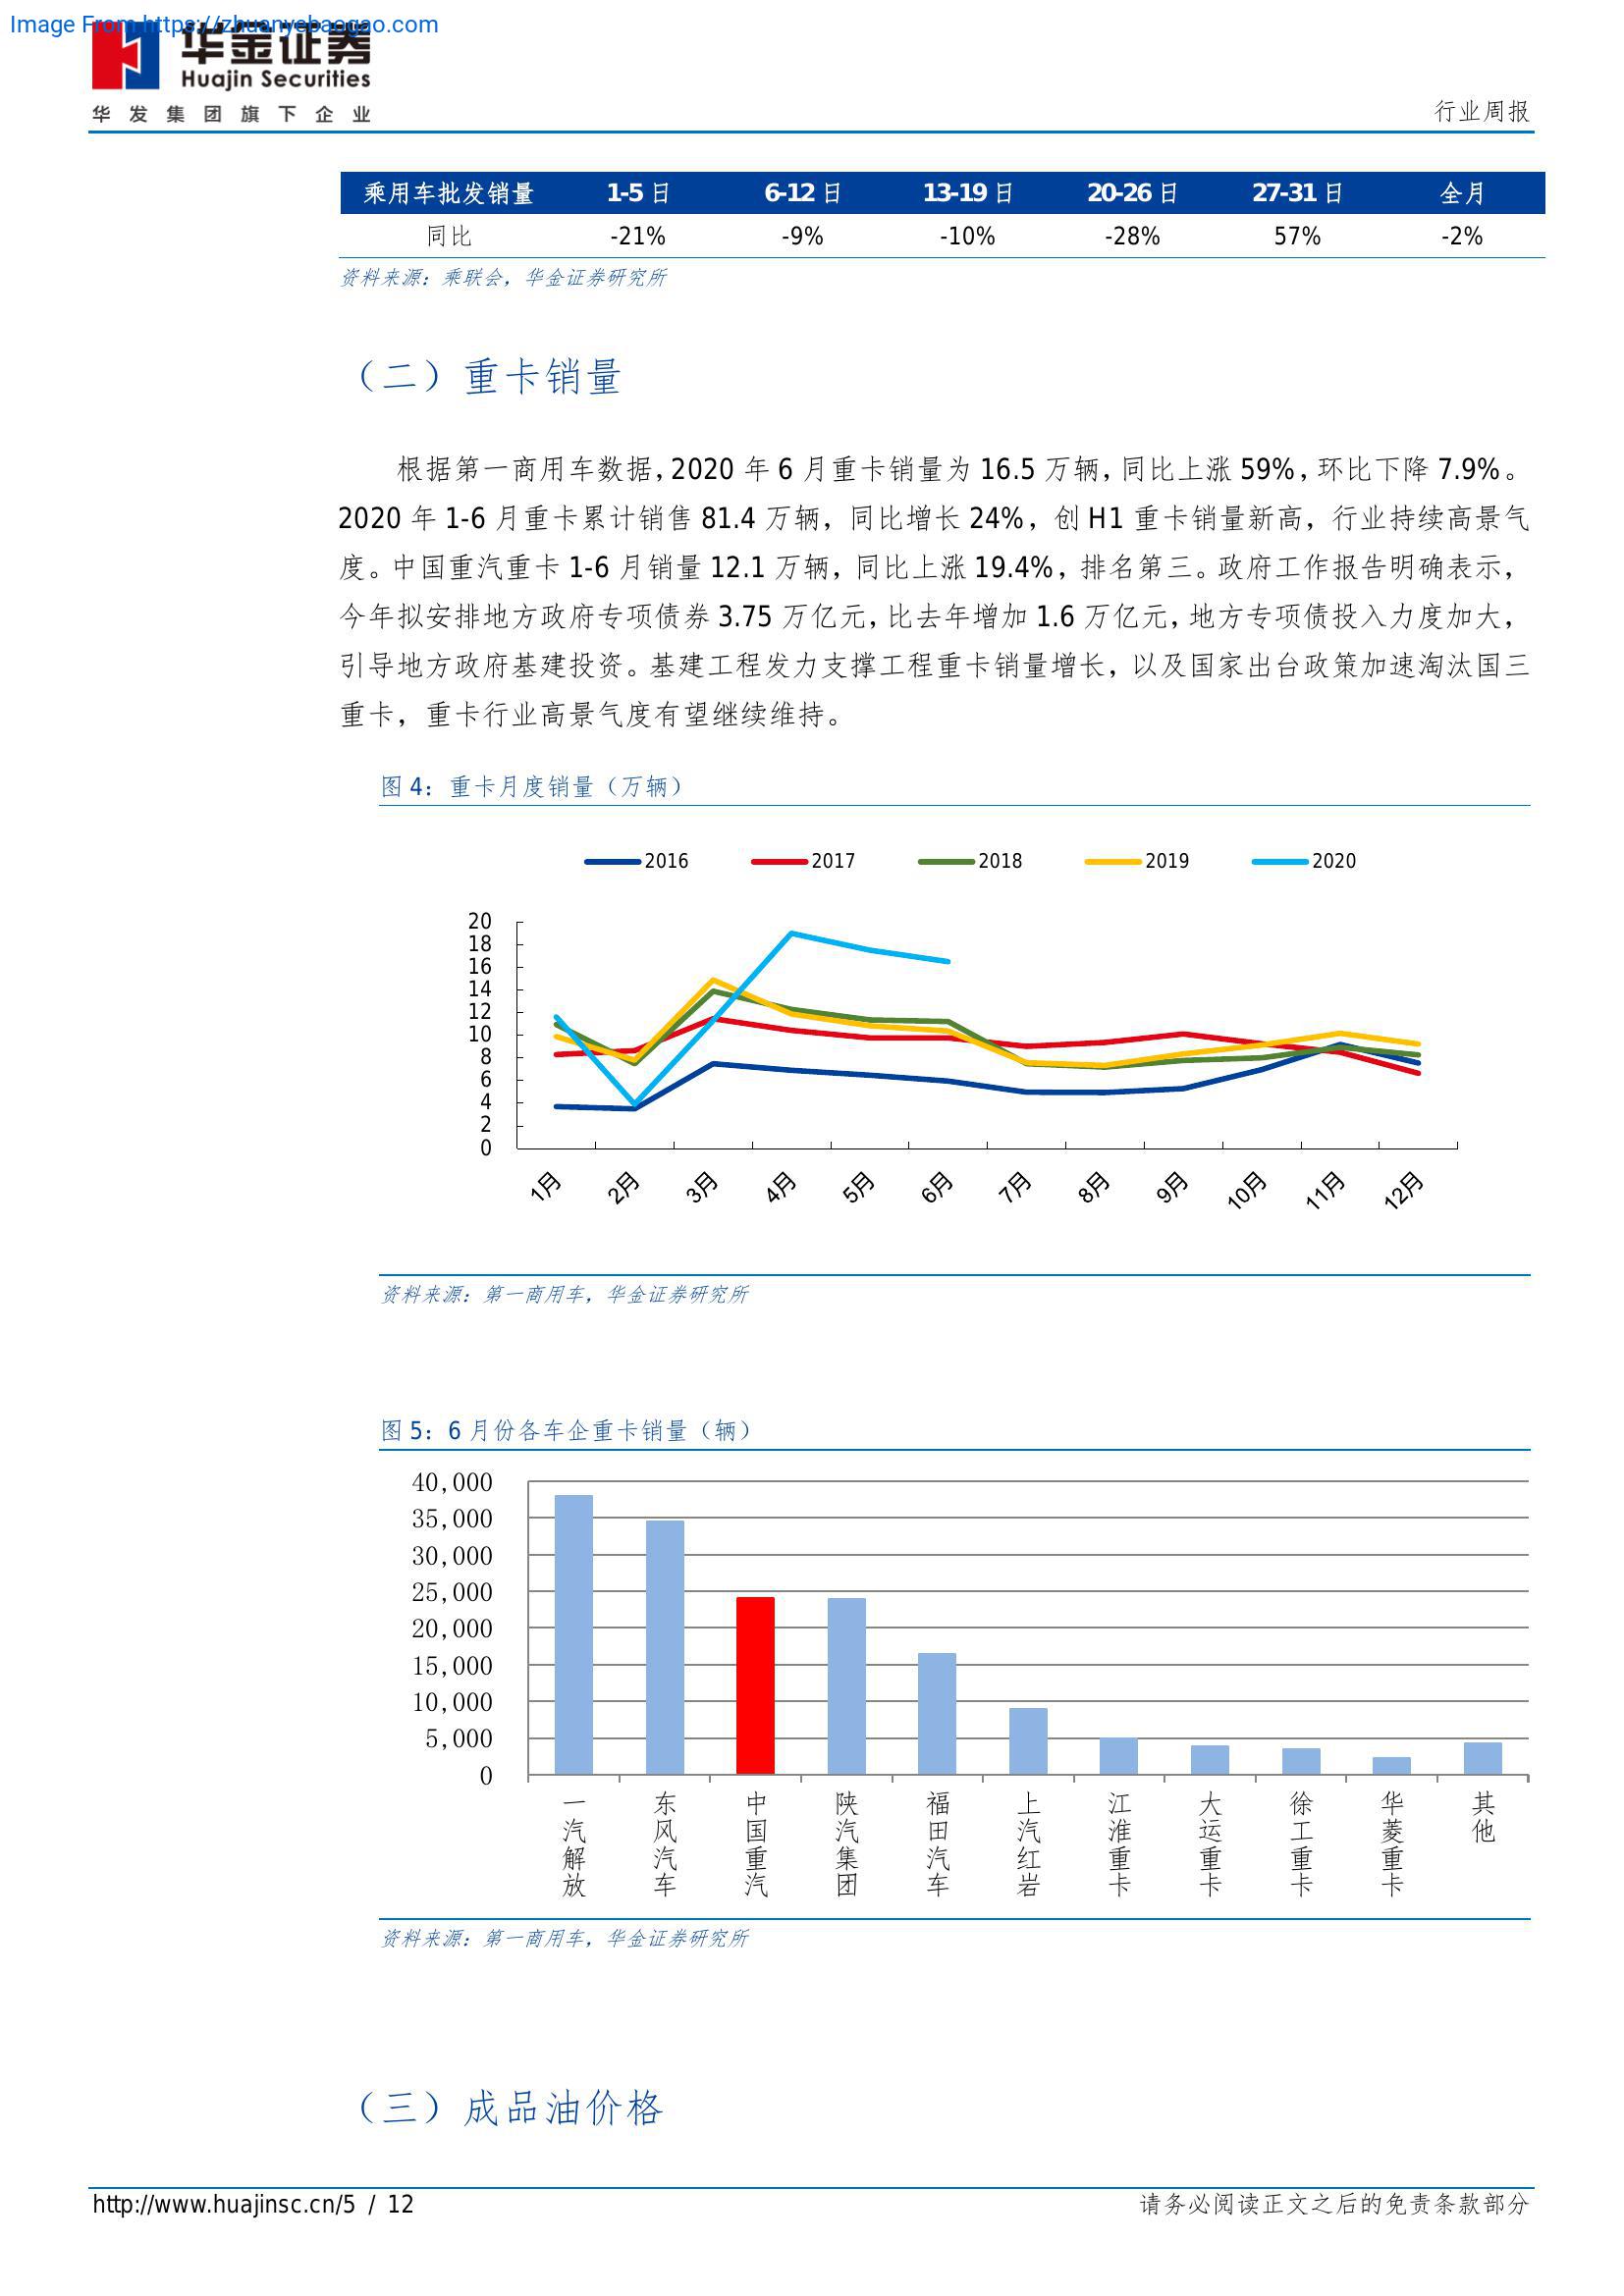 Image From https://zhuanyebaogao.com
华金证券
Huajin Securities
华发集团旗下企业
行业周报
乘用车批发销量 1-5 日 6-12 日 13-19 日 20-26 日 27-31 日 全月
同比 -21% -9% -10% -28% 57% -2%
资料来源：乘联会，华金证券研究所
（二）重卡销量
根据第一商用车数据，2020 年 6 月重卡销量为 16.5 万辆，同比上涨 59%，环比下降 7.9%。
2020 年 1-6 月重卡累计销售 81.4 万辆，同比增长 24%，创 H1 重卡销量新高，行业持续高景气
度。中国重汽重卡 1-6 月销量 12.1 万辆，同比上涨 19.4%，排名第三。政府工作报告明确表示，
今年拟安排地方政府专项债券 3.75 万亿元，比去年增加 1.6 万亿元，地方专项债投入力度加大，
引导地方政府基建投资。基建工程发力支撑工程重卡销量增长，以及国家出台政策加速淘汰国三
重卡，重卡行业高景气度有望继续维持。
图 4：重卡月度销量（万辆）
2016 2017 2018 2019 2020
20
18
16
14
12
10
8
6
4
2
0
1月 2月 3月 4月 5月 6月 7月 8月 9月 10月 11月 12月
资料来源：第一商用车，华金证券研究所
图 5：6 月份各车企重卡销量（辆）
40,000
35,000
30,000
25,000
20,000
15,000
10,000
5,000
0
一汽解放 东风汽车 中国重汽 陕汽集团 福田汽车 上汽红岩 江淮重卡 大运重卡 徐工重卡 华菱重卡 其他
资料来源：第一商用车，华金证券研究所
（三）成品油价格
http://www.huajinsc.cn/5 / 12
请务必阅读正文之后的免责条款部分